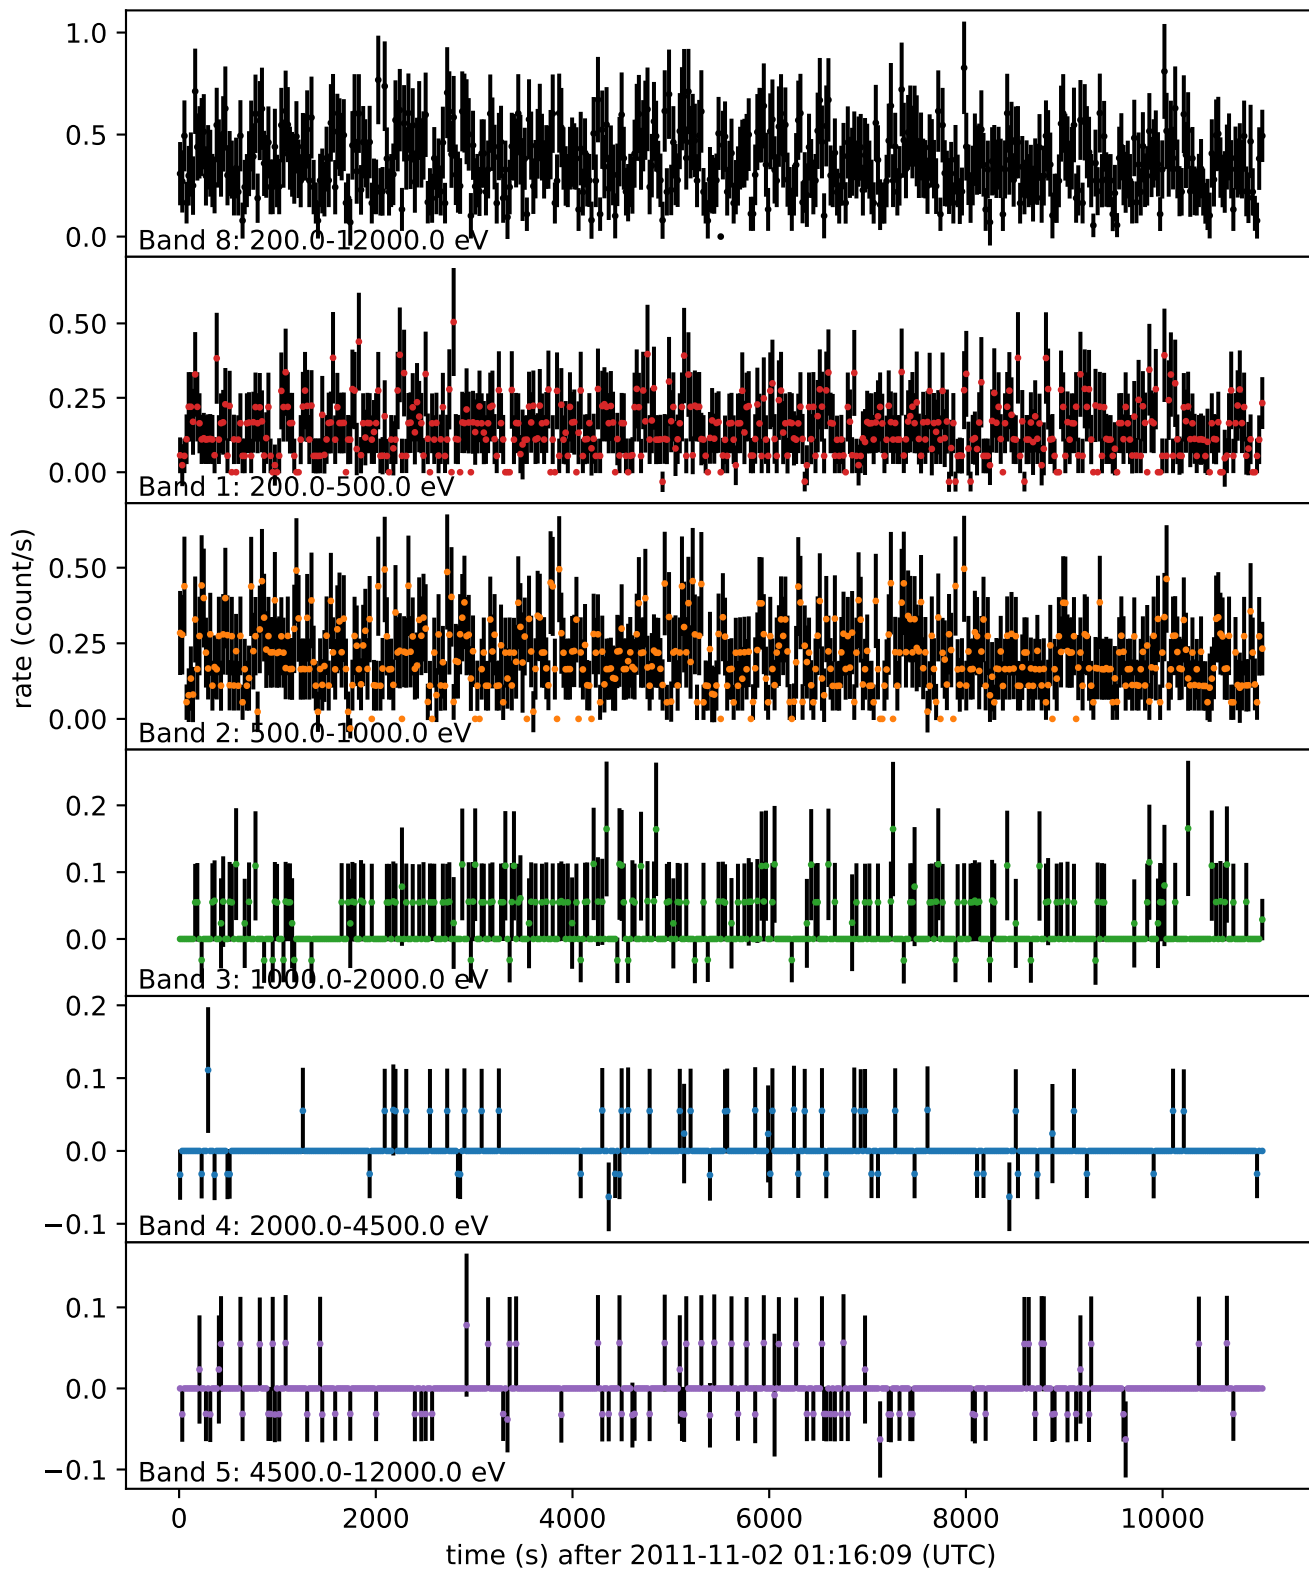 1.0
0.5
0.0
Band 8: 200.0-12000.0 eV
0.50
0.25
0.00
Band 1: 200.0-500.0 eV
rate (count/s)
0.50
0.25
0.00
Band 2: 500.0-1000.0 eV
0.2
0.1
0.0
Band 3: 1000.0-2000.0 eV
0.2
0.1
0.0
−0.1
Band 4: 2000.0-4500.0 eV
0.1
0.0
−0.1
Band 5: 4500.0-12000.0 eV
0 2000 4000 6000 8000 10000
time (s) after 2011-11-02 01:16:09 (UTC)